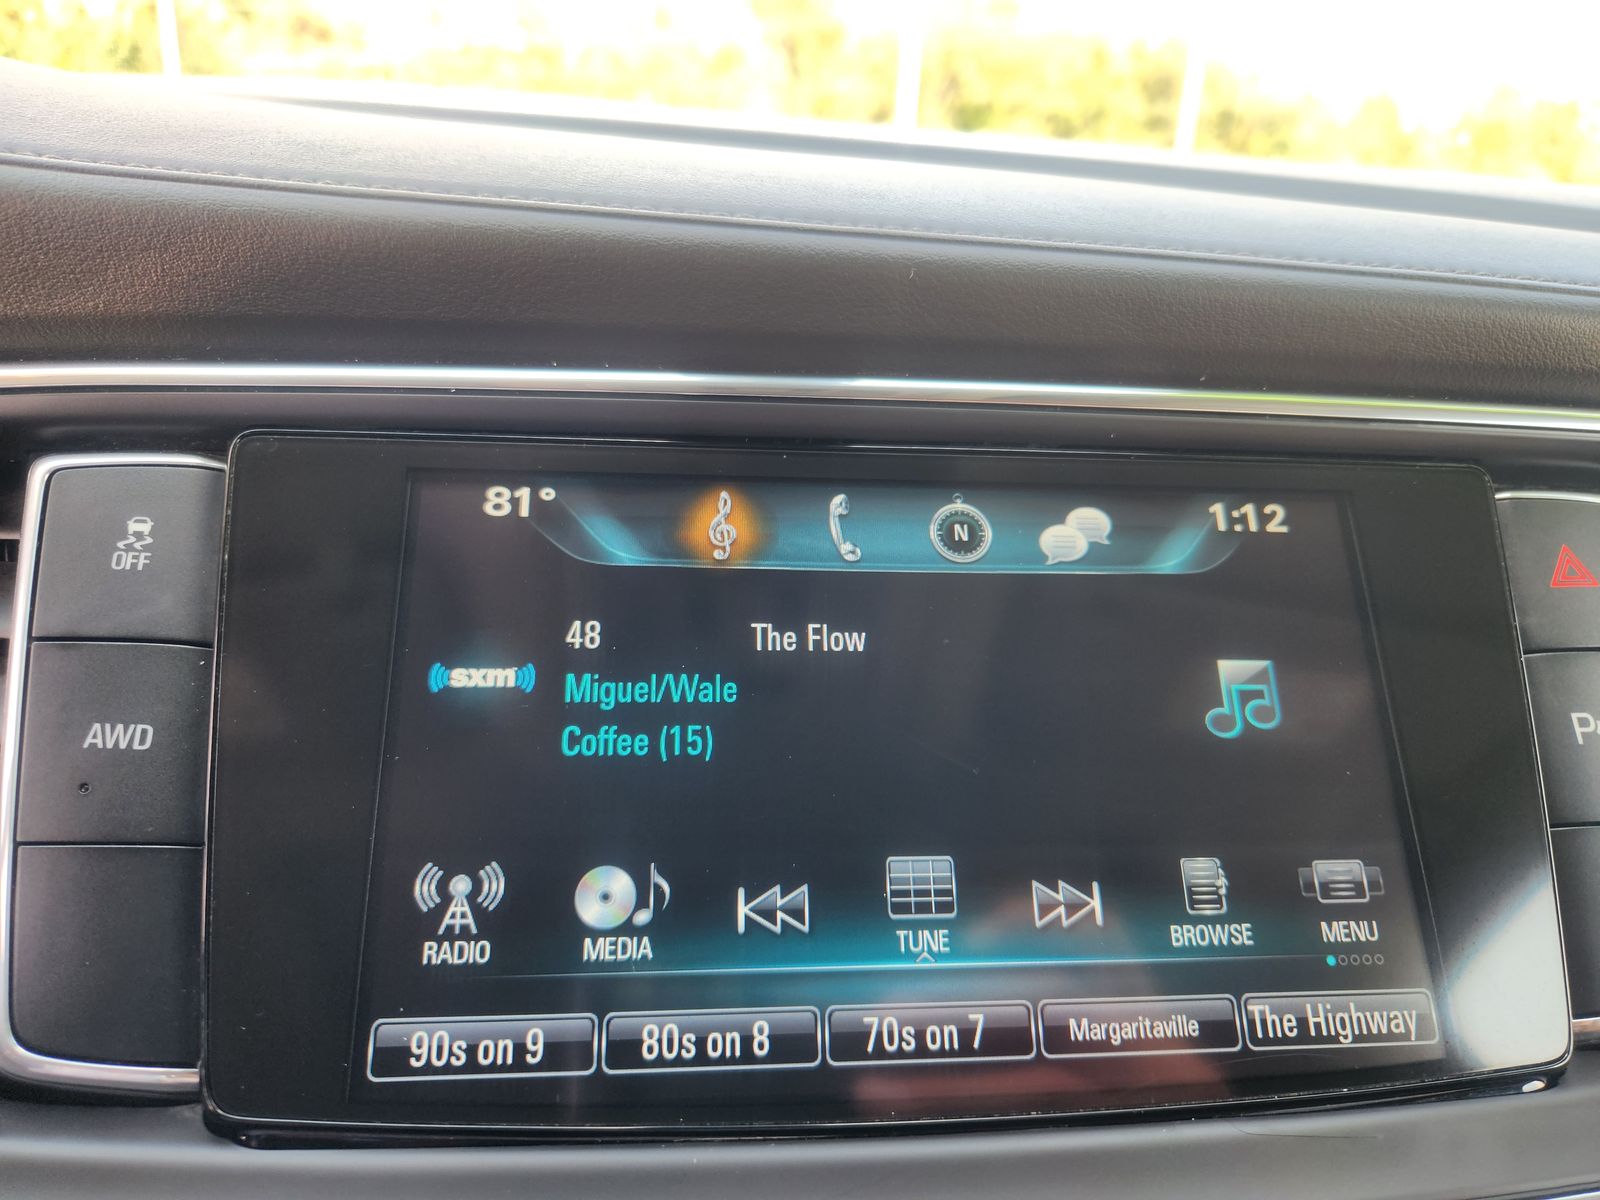 81°
N
1:12
OFF
48 The Flow
sxm
Miguel/Wale
AWD
Coffee (15)
RADIO
MEDIA
TUNE
BROWSE
MENU
90s on 9
80s on 8
70s on 7
Margaritaville
The Highway